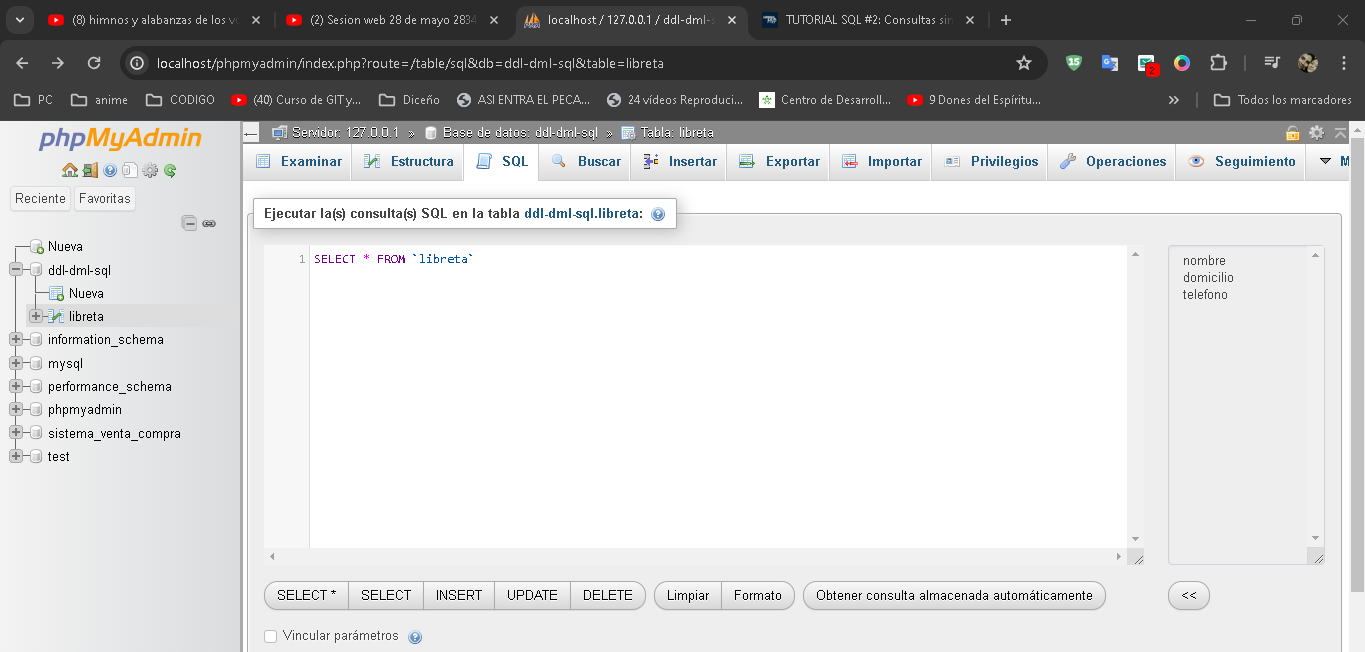 (8) himnos y alabanzas de los v
(2) Sesion web 28 de mayo 2834
localhost / 127.0.0.1 / ddl-dml-s
TUTORIAL SQL #2: Consultas sin
localhost/phpmyadmin/index.php?route=/table/sql&db=ddl-dml-sql&table=libreta
15
2
PC
anime
CODIGO
(40) Curso de GIT y...
Diceño
ASI ENTRA EL PECA...
24 vídeos Reproduci...
Centro de Desarroll...
9 Dones del Espíritu...
»
Todos los marcadores
phpMyAdmin
Reciente
Favoritas
Nueva
ddl-dml-sql
Nueva
libreta
information_schema
mysql
performance_schema
phpmyadmin
sistema_venta_compra
test
Servidor: 127.0.0.1 » Base de datos: ddl-dml-sql » Tabla: libreta
Examinar
Estructura
SQL
Buscar
Insertar
Exportar
Importar
Privilegios
Operaciones
Seguimiento
M
Ejecutar la(s) consulta(s) SQL en la tabla ddl-dml-sql.libreta:
1 SELECT * FROM `libreta`
nombre
domicilio
telefono
SELECT *
SELECT
INSERT
UPDATE
DELETE
Limpiar
Formato
Obtener consulta almacenada automáticamente
<<
Vincular parámetros